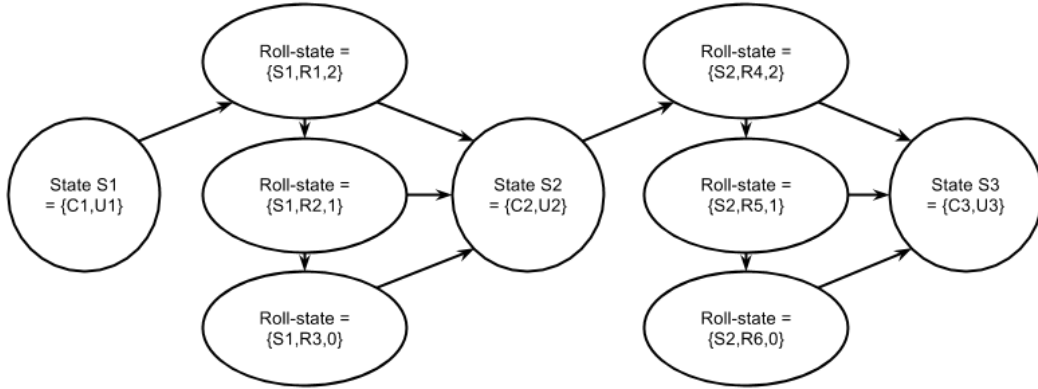 Roll-state =
{S1,R1,2}
Roll-state =
{S2,R4,2}
State S1
= {C1,U1}
Roll-state =
{S1,R2,1}
State S2
= {C2,U2}
Roll-state =
{S2,R5,1}
State S3
= {C3,U3}
Roll-state =
{S1,R3,0}
Roll-state =
{S2,R6,0}